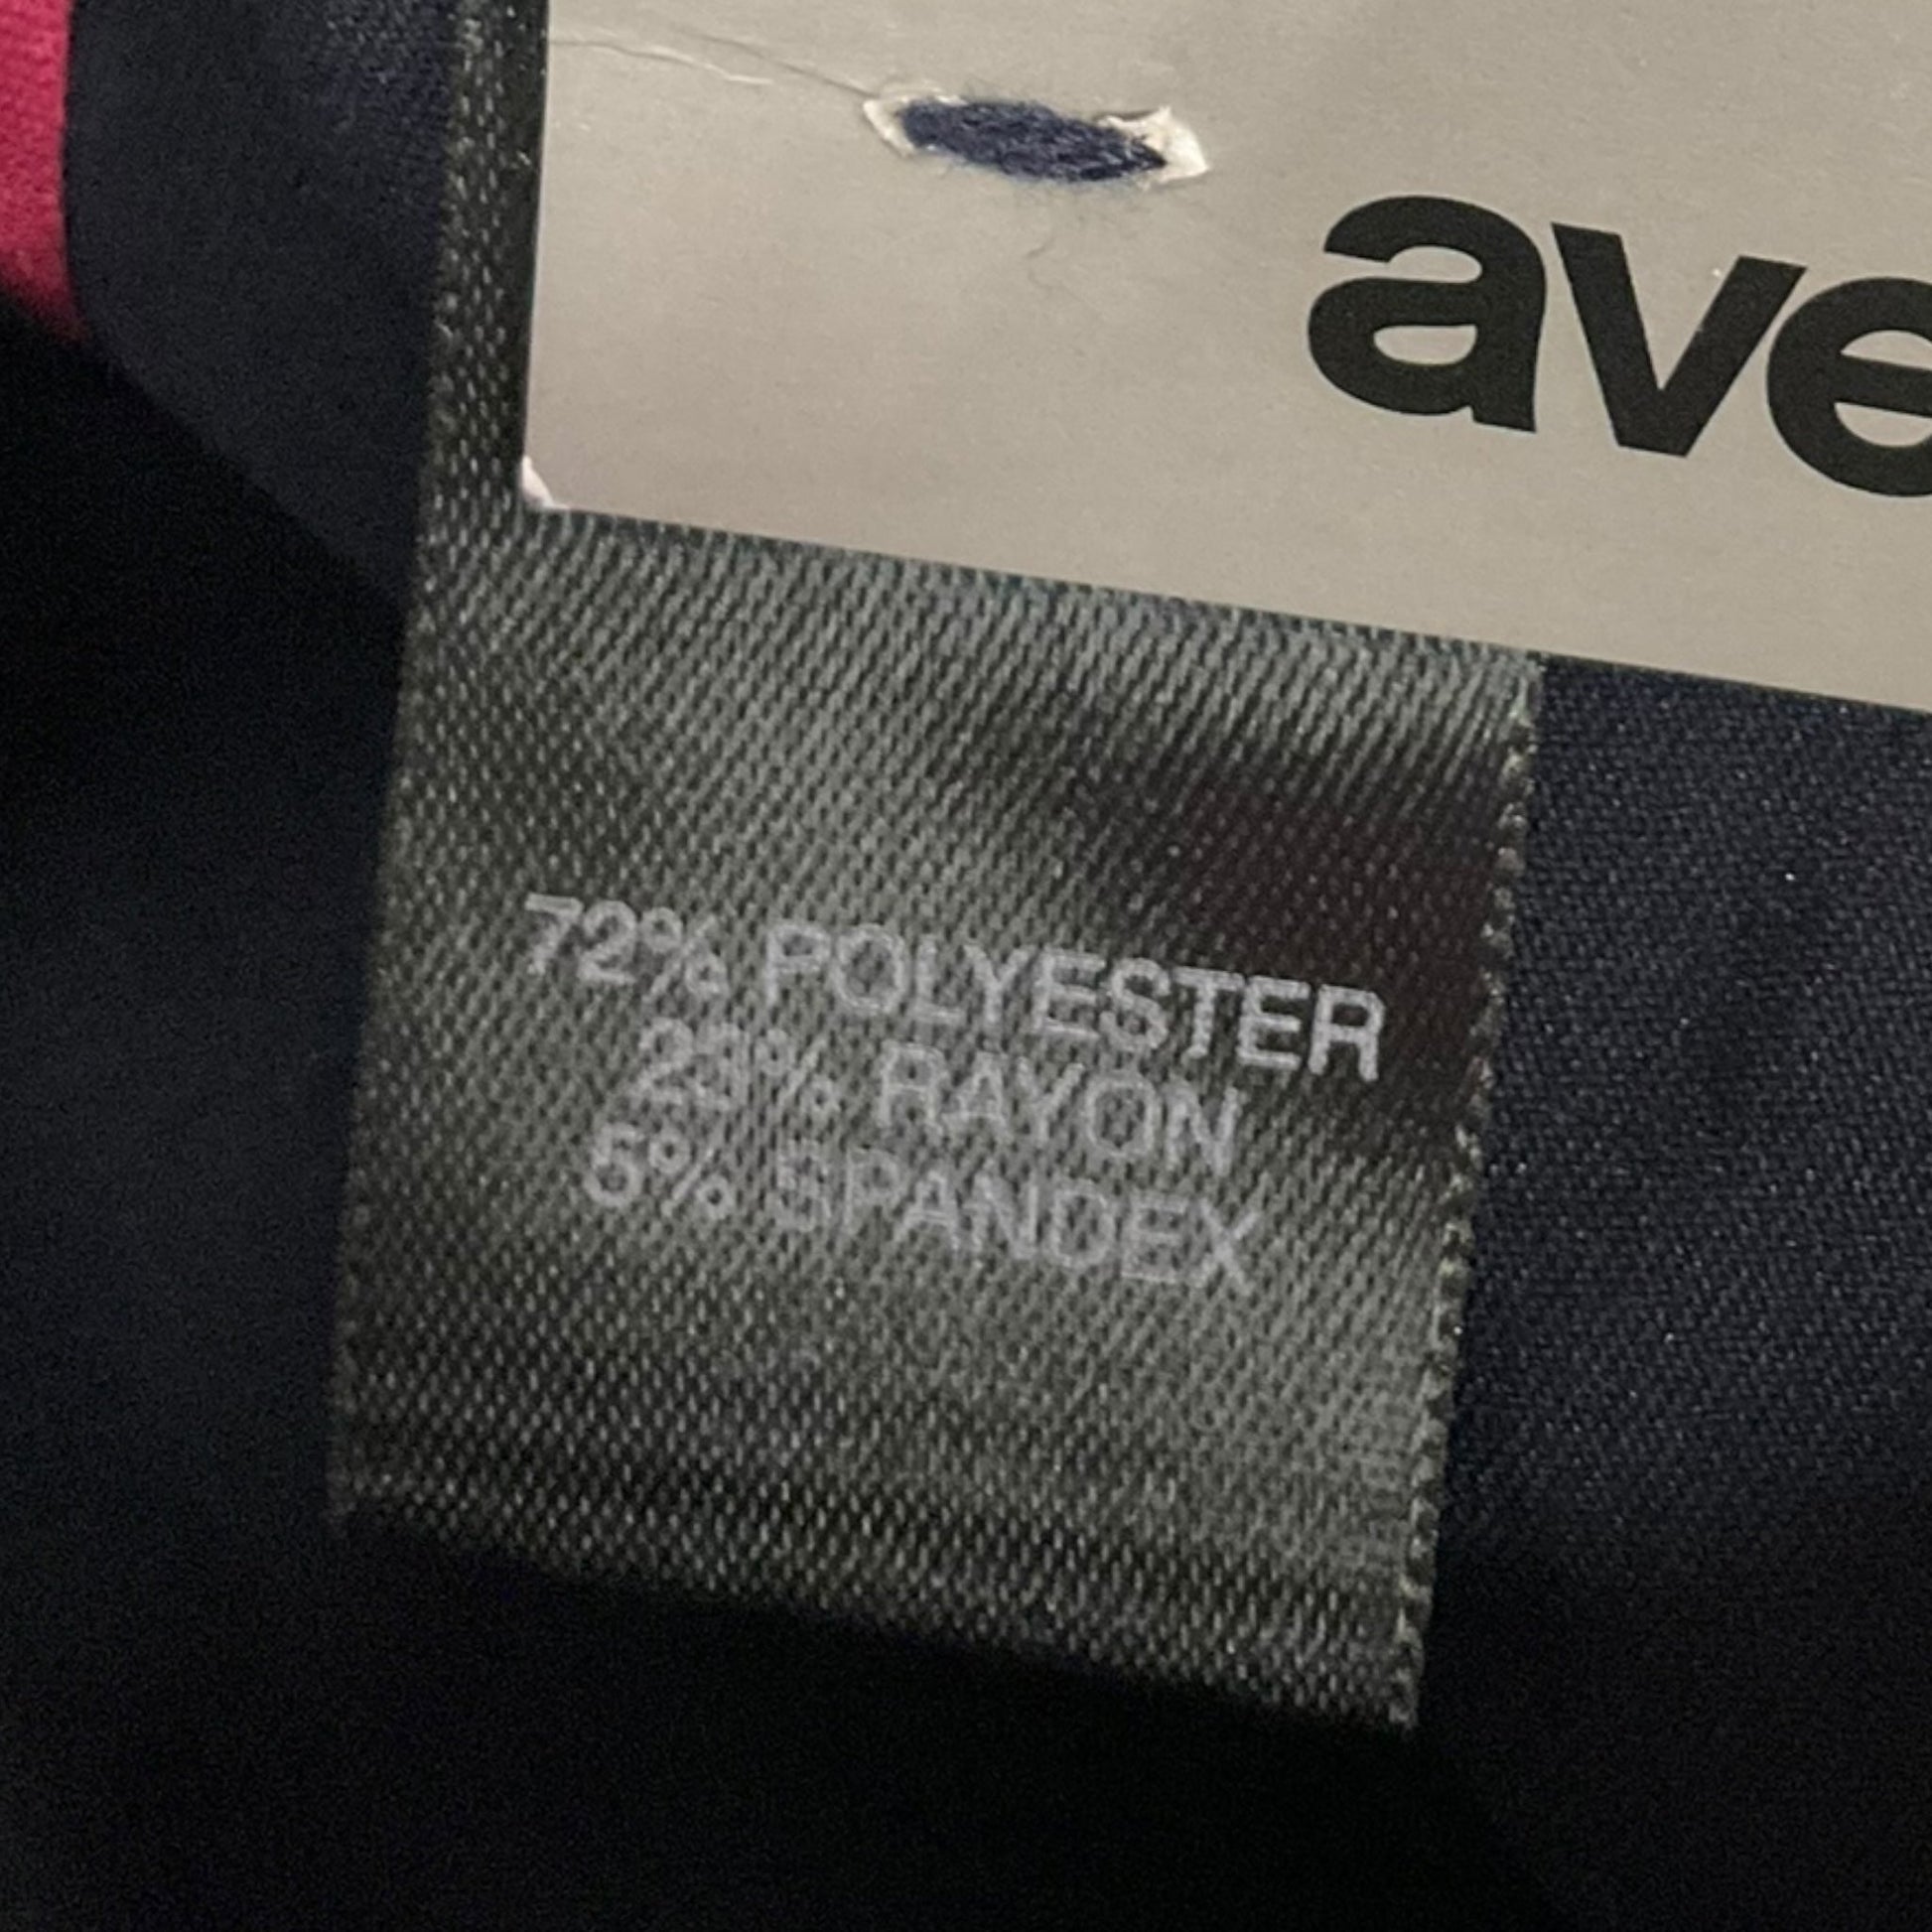 ave
72% POLYESTER
23% RAYON
5% SPANDEX